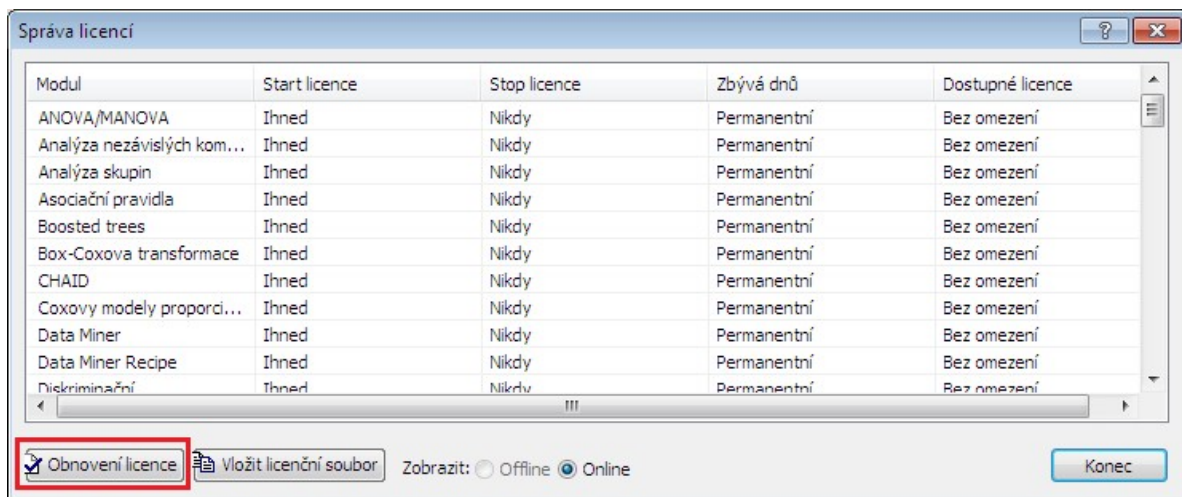 Správa licencí
Modul Start licence Stop licence Zbývá dnů Dostupné licence
ANOVA/MANOVA Ihned Nikdy Permanentní Bez omezení
Analýza nezávislých kom... Ihned Nikdy Permanentní Bez omezení
Analýza skupin Ihned Nikdy Permanentní Bez omezení
Asociační pravidla Ihned Nikdy Permanentní Bez omezení
Boosted trees Ihned Nikdy Permanentní Bez omezení
Box-Coxova transformace Ihned Nikdy Permanentní Bez omezení
CHAID Ihned Nikdy Permanentní Bez omezení
Coxovy modely proporci... Ihned Nikdy Permanentní Bez omezení
Data Miner Ihned Nikdy Permanentní Bez omezení
Data Miner Recipe Ihned Nikdy Permanentní Bez omezení
Diskriminační Ihned Nikdy Permanentní Bez omezení
Obnovení licence Vložit licenční soubor Zobrazit: Offline Online Konec